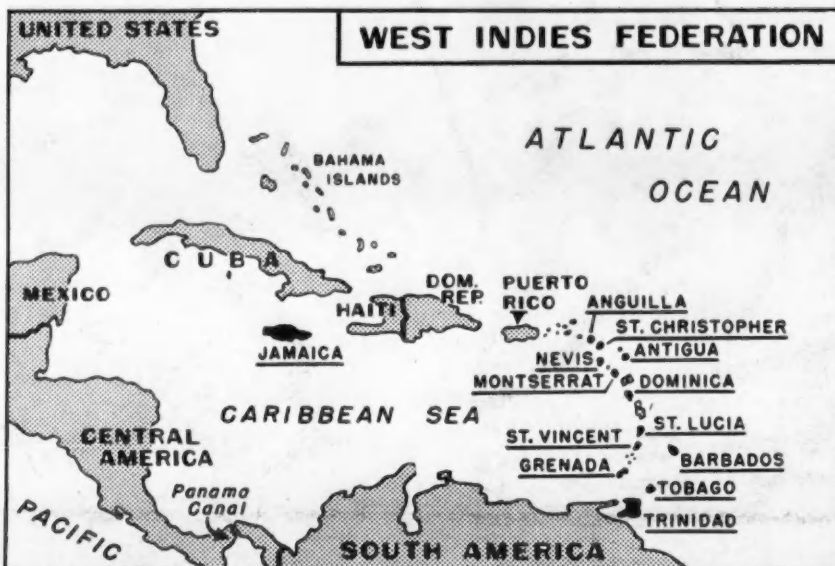 UNITED STATES
WEST INDIES FEDERATION
ATLANTIC
OCEAN
BAHAMA
ISLANDS
CUBA
MEXICO
HAITI
DOM.
REP.
PUERTO
RICO
ANGUILLA
ST. CHRISTOPHER
JAMAICA
NEVIS
ANTIGUA
MONTSERRAT
DOMINICA
CARIBBEAN SEA
ST. LUCIA
CENTRAL
AMERICA
ST. VINCENT
BARBADOS
GRENADA
Panama
Canal
TOBAGO
TRINIDAD
PACIFIC
SOUTH AMERICA